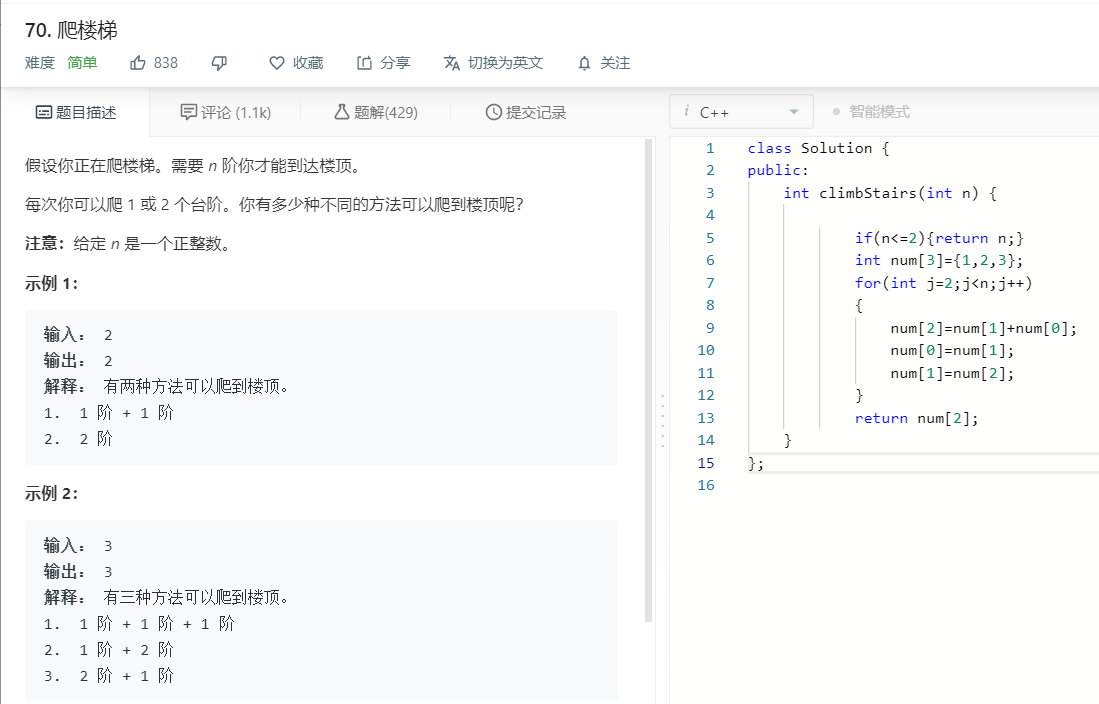 70. 爬楼梯
难度 简单 838 收藏 分享 切换为英文 关注
题目描述 评论 (1.1k) 题解(429) 提交记录
假设你正在爬楼梯。需要 n 阶你才能到达楼顶。
每次你可以爬 1 或 2 个台阶。你有多少种不同的方法可以爬到楼顶呢？
注意：给定 n 是一个正整数。
示例 1：
输入： 2
输出： 2
解释： 有两种方法可以爬到楼顶。
1. 1 阶 + 1 阶
2. 2 阶
示例 2：
输入： 3
输出： 3
解释： 有三种方法可以爬到楼顶。
1. 1 阶 + 1 阶 + 1 阶
2. 1 阶 + 2 阶
3. 2 阶 + 1 阶
i C++ 智能模式
1 class Solution {
2 public:
3 int climbStairs(int n) {
4
5 if(n<=2){return n;}
6 int num[3]={1,2,3};
7 for(int j=2;j<n;j++)
8 {
9 num[2]=num[1]+num[0];
10 num[0]=num[1];
11 num[1]=num[2];
12 }
13 return num[2];
14 }
15 };
16